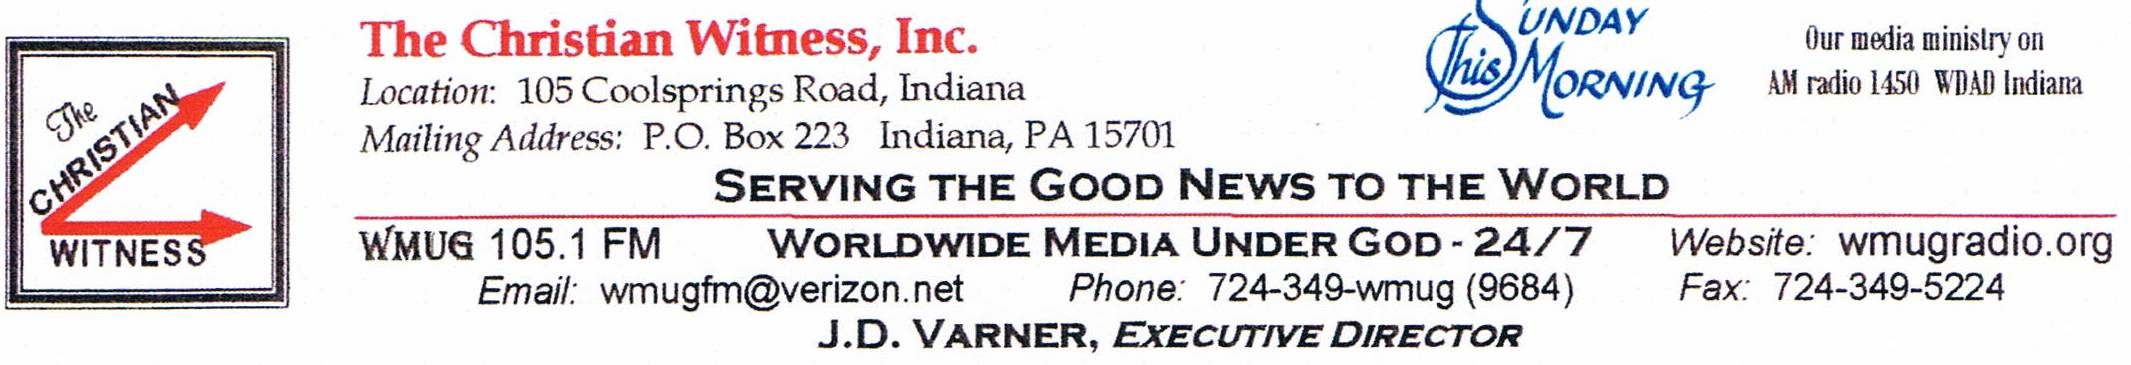 The
CHRISTIAN
WITNESS
The Christian Witness, Inc.
Location: 105 Coolsprings Road, Indiana
Mailing Address: P.O. Box 223 Indiana, PA 15701
This SUNDAY MORNING
Our media ministry on
AM radio 1450 WDAD Indiana
SERVING THE GOOD NEWS TO THE WORLD
WMUG 105.1 FM WORLDWIDE MEDIA UNDER GOD - 24/7 Website: wmugradio.org
Email: wmugfm@verizon.net Phone: 724-349-wmug (9684) Fax: 724-349-5224
J.D. VARNER, EXECUTIVE DIRECTOR